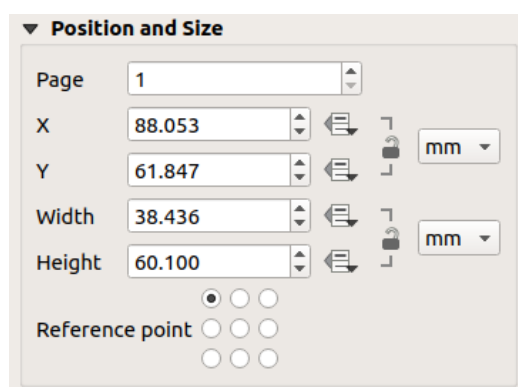 Position and Size
Page 1
X 88.053
mm
Y 61.847
Width 38.436
mm
Height 60.100
Reference point